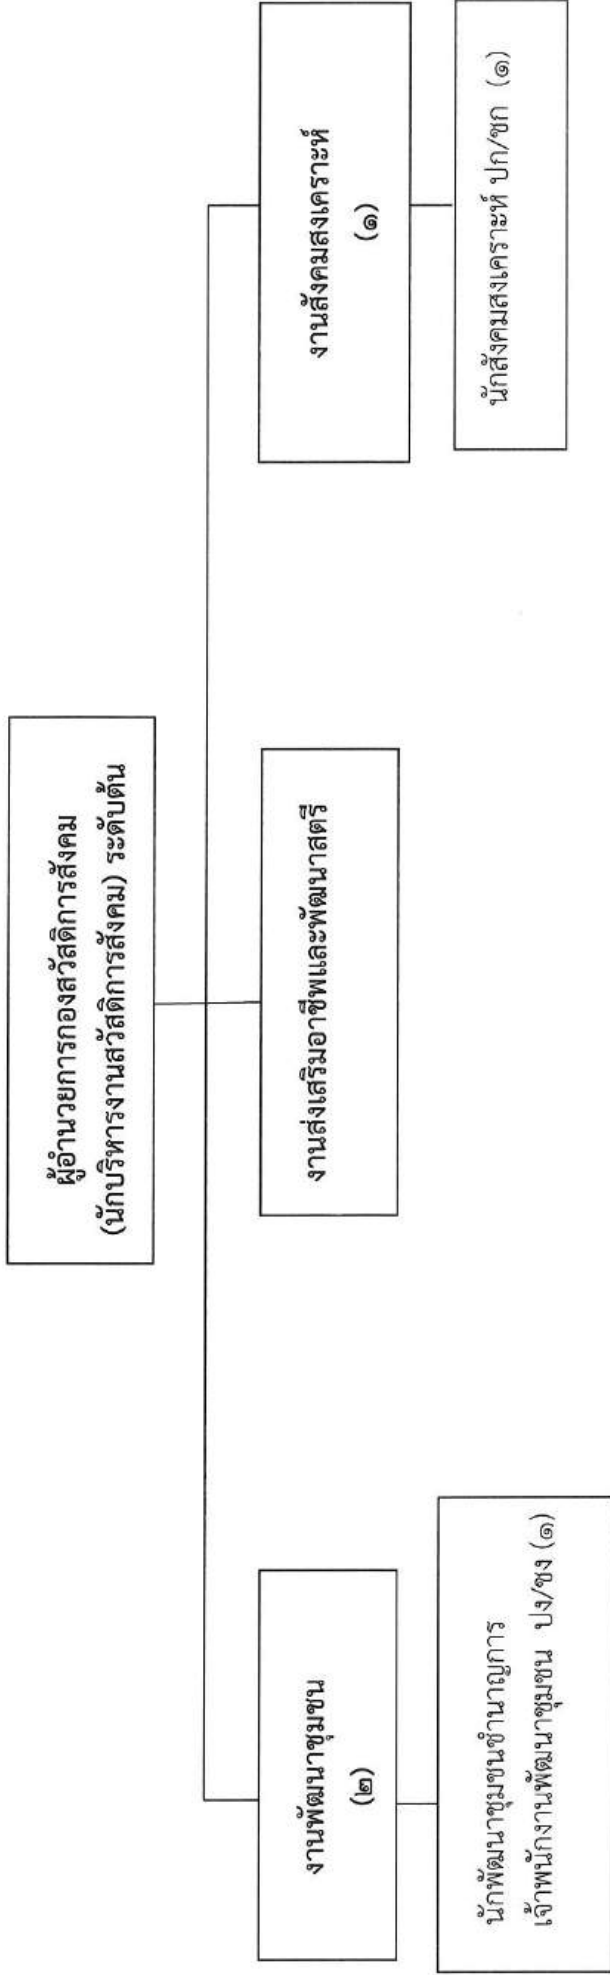 ผู้อำนวยการกองสวัสดิการสังคม
(นักบริหารงานสวัสดิการสังคม) ระดับต้น
งานพัฒนาชุมชน
(๒)
งานส่งเสริมอาชีพและพัฒนาสตรี
งานสังคมสงเคราะห์
(๑)
นักพัฒนาชุมชนชำนาญการ
เจ้าพนักงานพัฒนาชุมชน ปง/ชง (๑)
นักสังคมสงเคราะห์ ปก/ชก (๑)